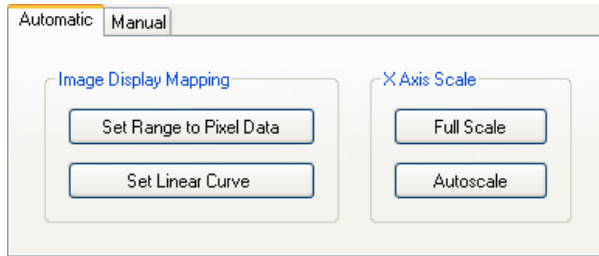 Automatic Manual
Image Display Mapping
Set Range to Pixel Data
Set Linear Curve
X Axis Scale
Full Scale
Autoscale